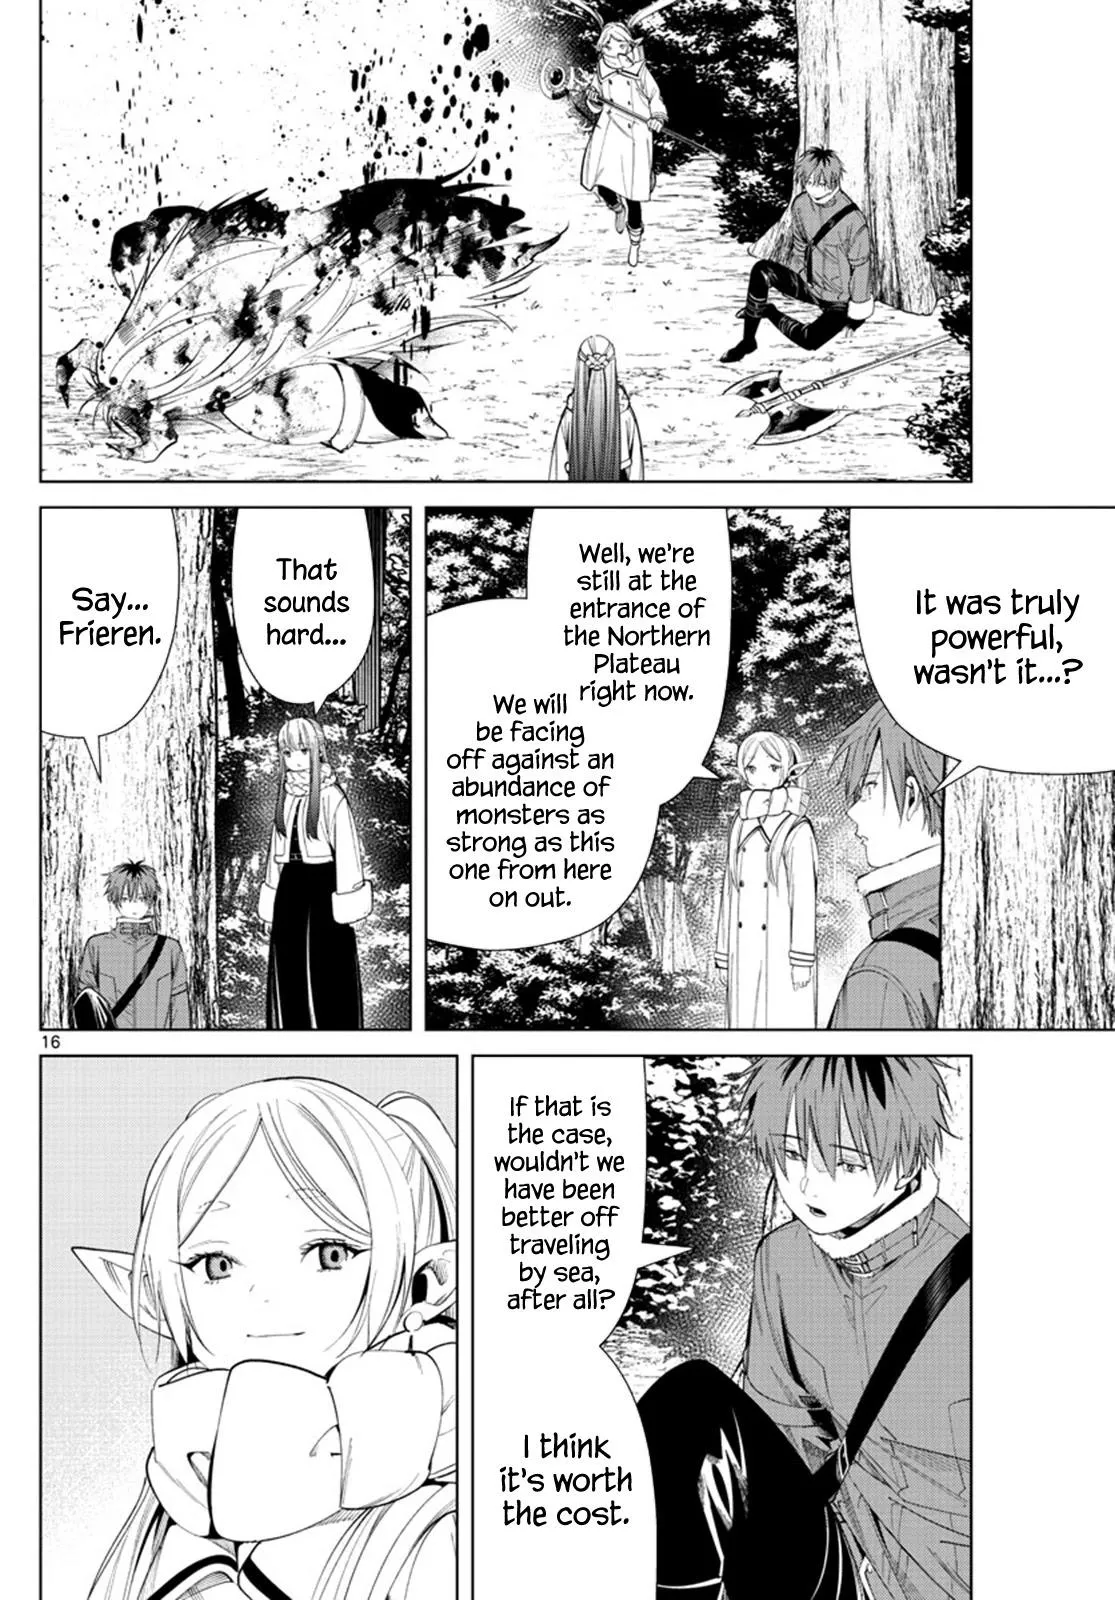 It was truly
powerful,
wasn't it...?
Well, we're
still at the
entrance of
the Northern
Plateau
right now.
We will
be facing
off against an
abundance of
monsters as
strong as this
one from here
on out.
That
sounds
hard...
Say...
Frieren.
16
If that is
the case,
wouldn't we
have been
better off
traveling
by sea,
after all?
I think
it's worth
the cost.